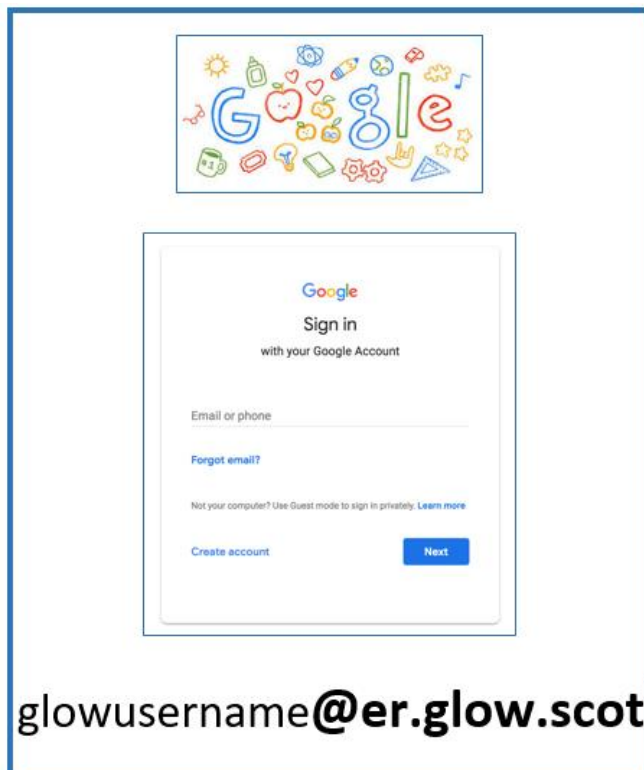 Google
#1
Google
Sign in
with your Google Account
Email or phone
Forgot email?
Not your computer? Use Guest mode to sign in privately. Learn more
Create account Next
glowusername@er.glow.scot